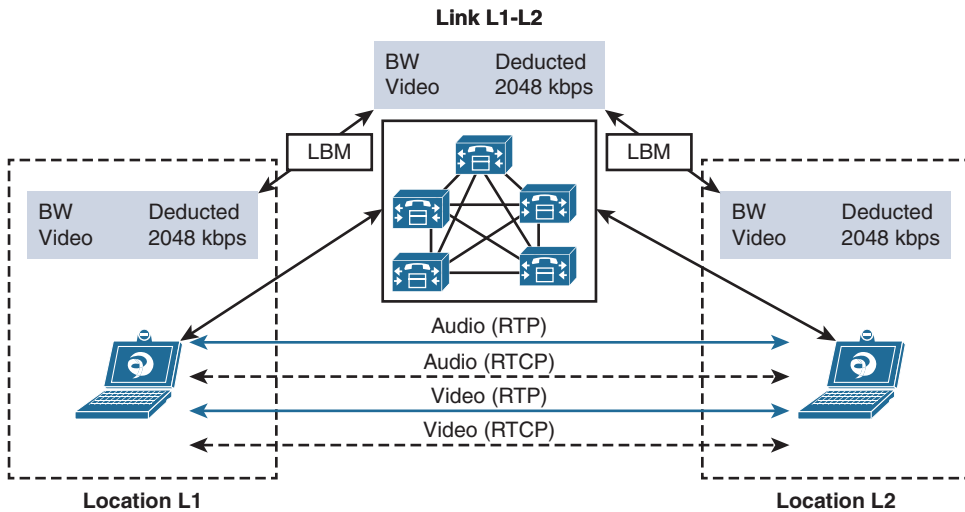 Link L1-L2
BW Deducted
Video 2048 kbps
LBM
LBM
BW Deducted
Video 2048 kbps
BW Deducted
Video 2048 kbps
Audio (RTP)
Audio (RTCP)
Video (RTP)
Video (RTCP)
Location L1
Location L2